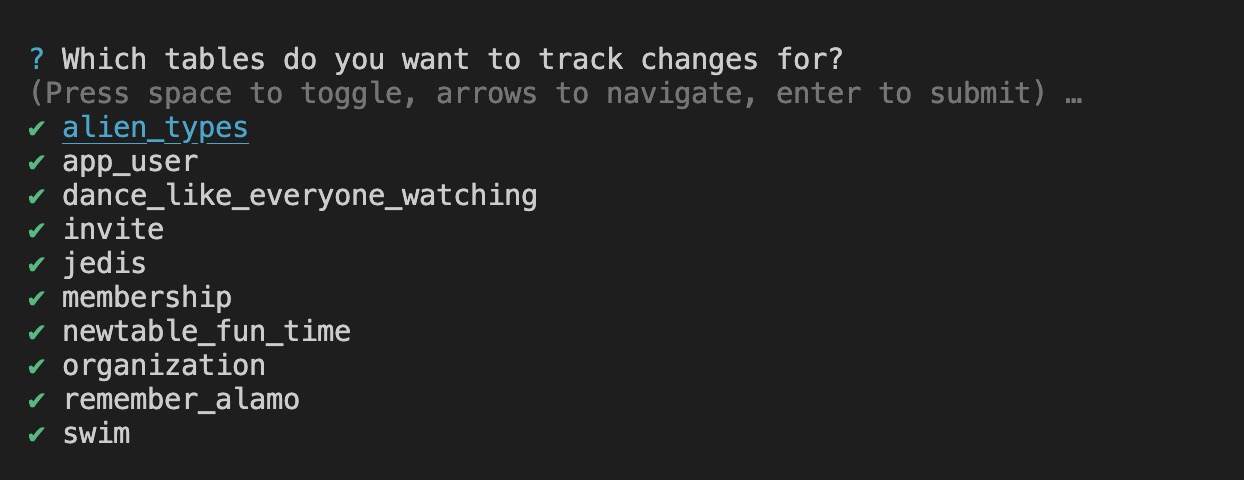 ? Which tables do you want to track changes for?
(Press space to toggle, arrows to navigate, enter to submit) …
✔ alien_types
✔ app_user
✔ dance_like_everyone_watching
✔ invite
✔ jedis
✔ membership
✔ newtable_fun_time
✔ organization
✔ remember_alamo
✔ swim